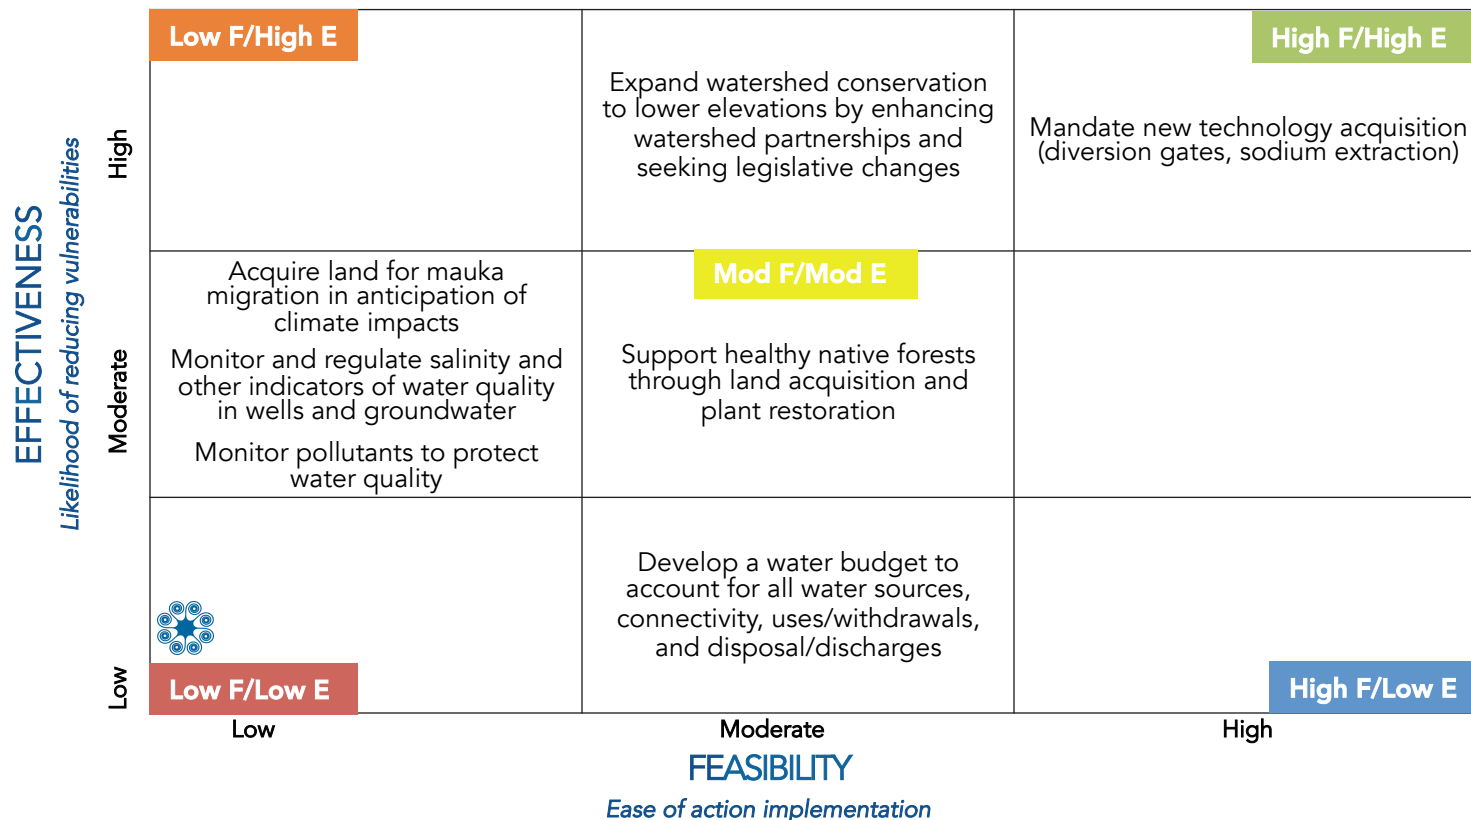 Low F/High E
High F/High E
Expand watershed conservation
to lower elevations by enhancing
watershed partnerships and
seeking legislative changes
Mandate new technology acquisition
(diversion gates, sodium extraction)
High
EFFECTIVENESS
Likelihood of reducing vulnerabilities
Acquire land for mauka
migration in anticipation of
climate impacts
Monitor and regulate salinity and
other indicators of water quality
in wells and groundwater
Monitor pollutants to protect
water quality
Mod F/Mod E
Support healthy native forests
through land acquisition and
plant restoration
Moderate
Develop a water budget to
account for all water sources,
connectivity, uses/withdrawals,
and disposal/discharges
Low
Low F/Low E
High F/Low E
Low
Moderate
High
FEASIBILITY
Ease of action implementation